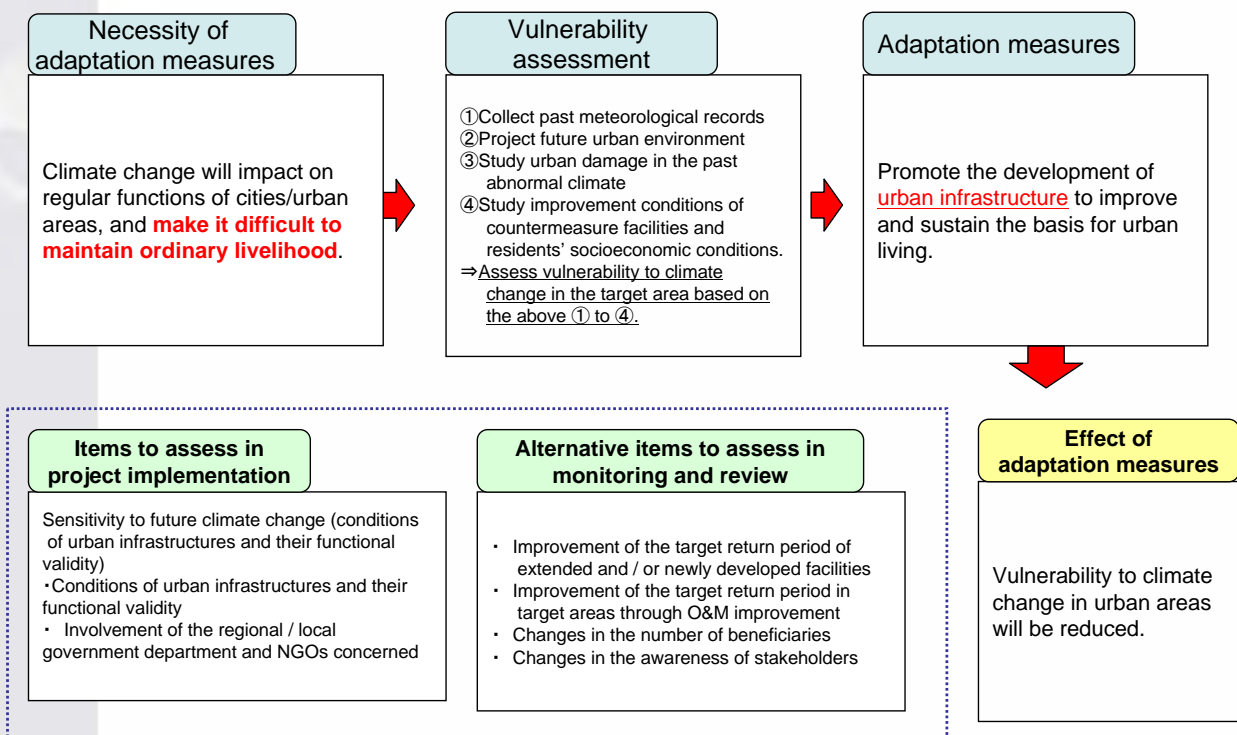 Necessity of
adaptation measures
Climate change will impact on
regular functions of cities/urban
areas, and make it difficult to
maintain ordinary livelihood.
Vulnerability
assessment
①Collect past meteorological records
②Project future urban environment
③Study urban damage in the past
abnormal climate
④Study improvement conditions of
countermeasure facilities and
residents' socioeconomic conditions.
⇒Assess vulnerability to climate
change in the target area based on
the above ① to ④.
Adaptation measures
Promote the development of
urban infrastructure to improve
and sustain the basis for urban
living.
Items to assess in
project implementation
Sensitivity to future climate change (conditions
of urban infrastructures and their functional
validity)
・Conditions of urban infrastructures and their
functional validity
・ Involvement of the regional / local
government department and NGOs concerned
Alternative items to assess in
monitoring and review
・ Improvement of the target return period of
extended and / or newly developed facilities
・ Improvement of the target return period in
target areas through O&M improvement
・ Changes in the number of beneficiaries
・ Changes in the awareness of stakeholders
Effect of
adaptation measures
Vulnerability to climate
change in urban areas
will be reduced.